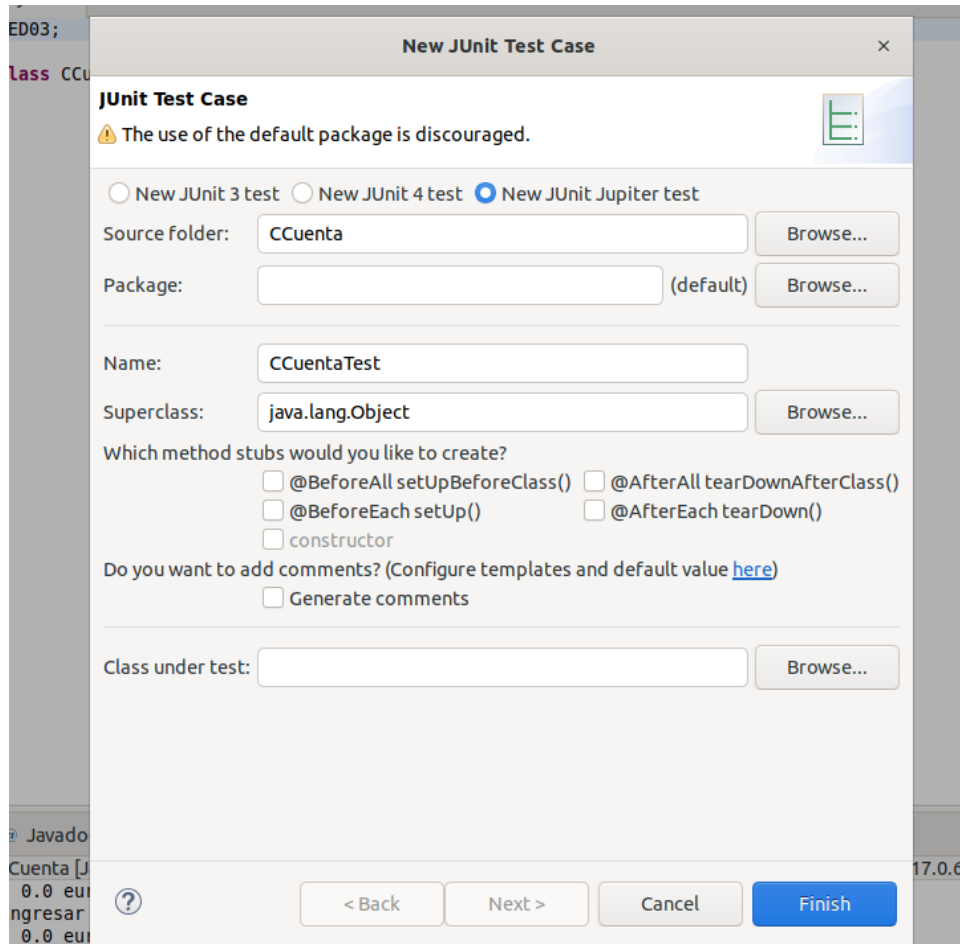 ED03;
New JUnit Test Case ×
lass CCu
JUnit Test Case
The use of the default package is discouraged.
New JUnit 3 test New JUnit 4 test New JUnit Jupiter test
Source folder: CCuenta Browse...
Package: (default) Browse...
Name: CCuentaTest
Superclass: java.lang.Object Browse...
Which method stubs would you like to create?
@BeforeAll setUpBeforeClass() @AfterAll tearDownAfterClass()
@BeforeEach setUp() @AfterEach tearDown()
constructor
Do you want to add comments? (Configure templates and default value here)
Generate comments
Class under test: Browse...
@ Javado
Cuenta [J 17.0.6
0.0 eur
ngresar
0.0 eur
? < Back Next > Cancel Finish